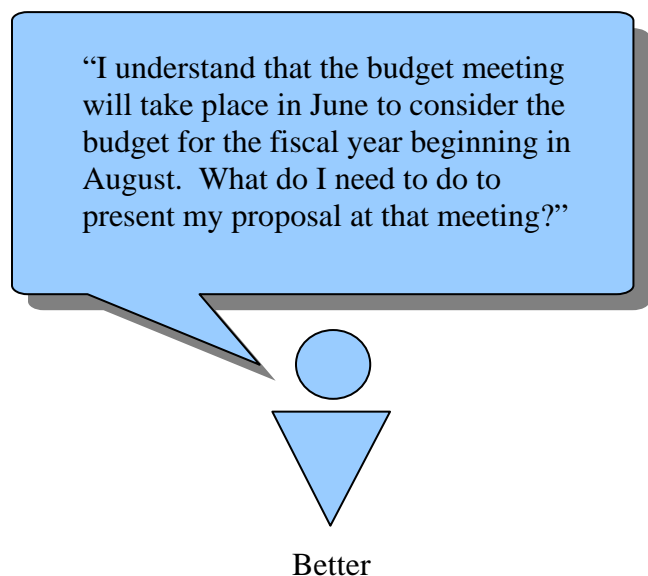 “I understand that the budget meeting
will take place in June to consider the
budget for the fiscal year beginning in
August.  What do I need to do to
present my proposal at that meeting?”
Better